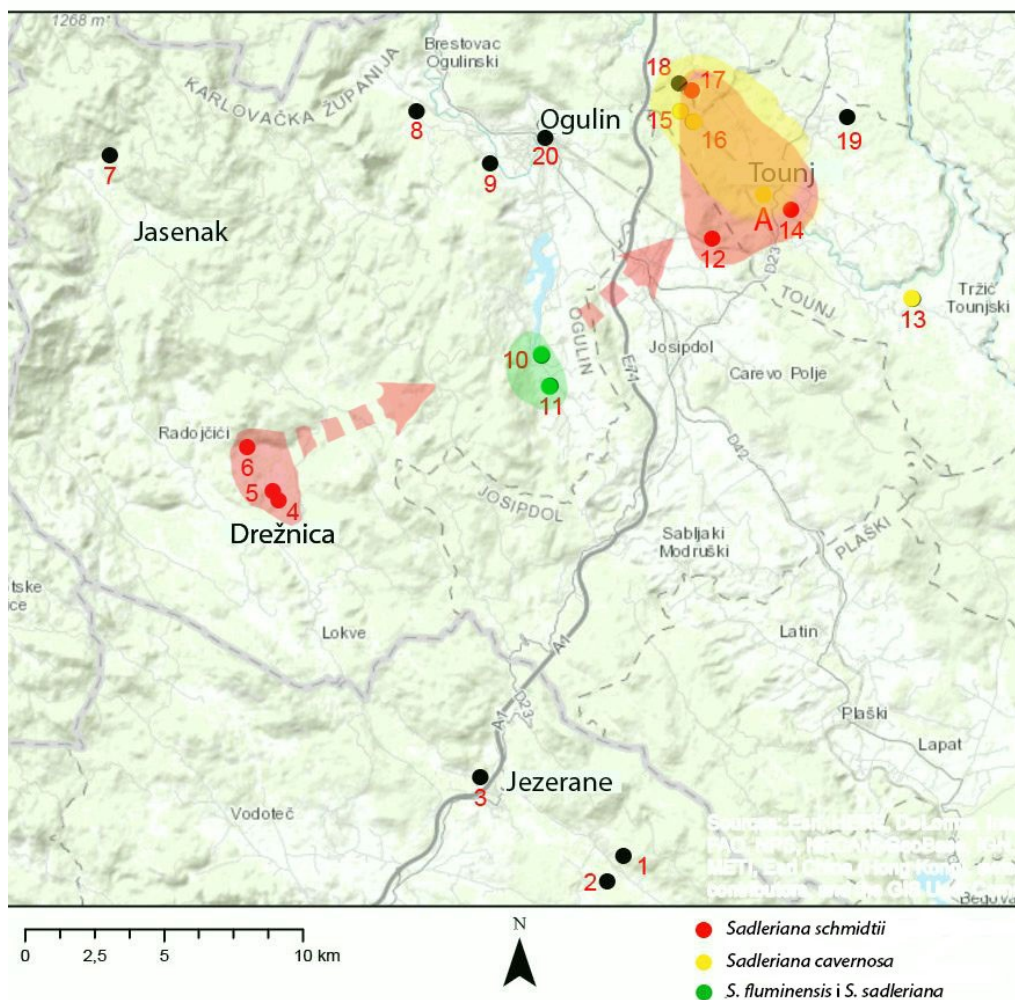 1268 m
Brestovac
Ogulinski
KARLOVAČKA ŽUPANIJA
18
17
8
Ogulin
15
16
19
20
7
9
Tounj
A
14
Jasenak
12
D23
TOUNJ
Tržić
Tounjski
13
OGULIN
10
Josipdol
E71
Carevo Polje
11
Radojčići
6
D42
5
4
JOSIPDOL
Drežnica
Sabljaki
Modruški
PLAŠKI
Lokve
Latin
A1
D23
A1
Plaški
Lapat
Jezerane
3
Vodoteč
1
2
N
0 2,5 5 10 km
Sadleriana schmidtii
Sadleriana cavernosa
S. fluminensis i S. sadleriana